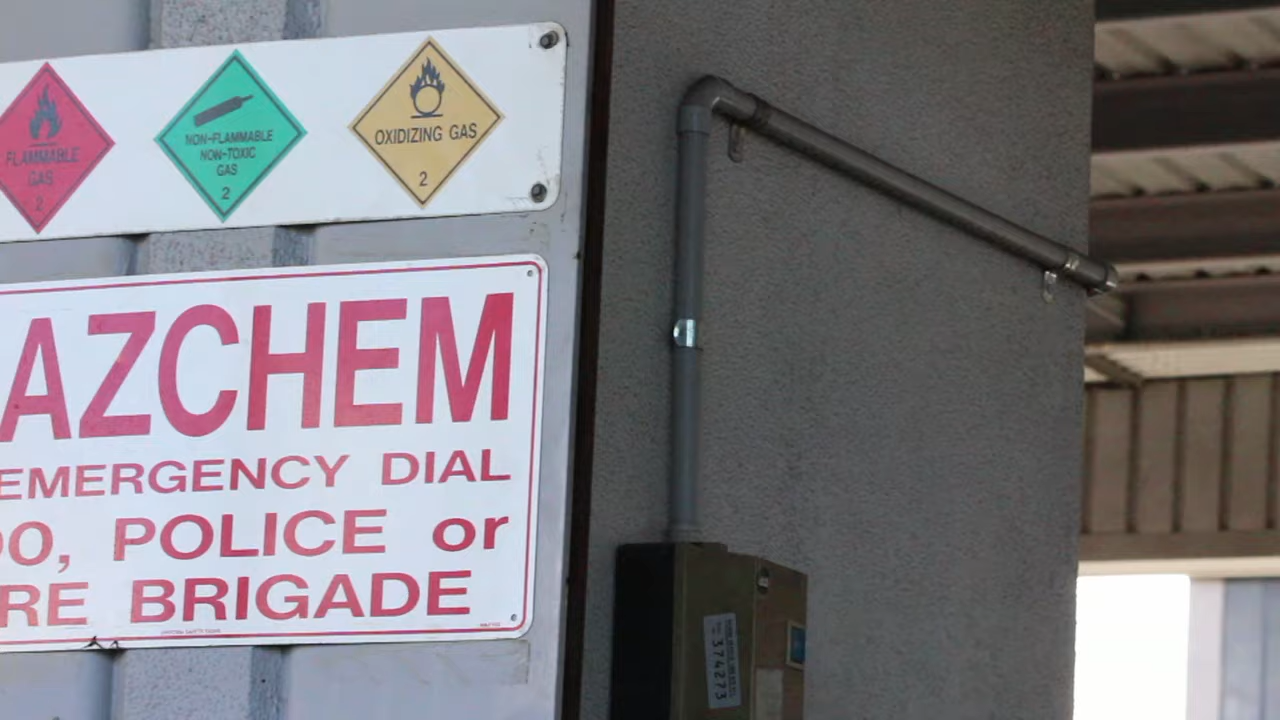 FLAMMABLE
GAS
2
NON-FLAMMABLE
NON-TOXIC
GAS
2
OXIDIZING GAS
2
AZCHEM
EMERGENCY DIAL
00, POLICE or
RE BRIGADE
374273